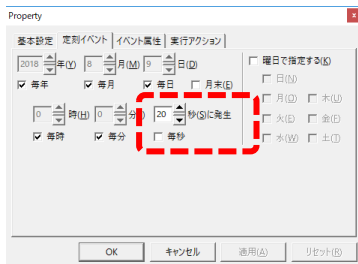 Property x
基本設定 定刻イベント イベント属性 実行アクション
2018 年(Y) 8 月(M) 9 日(D)
毎年 毎月 毎日 月末(E)
0 時(H) 0 分 ) 20 秒(S)に発生
毎時 毎分 毎秒
曜日で指定する(K)
日(N)
月(O) 木(U)
火(E) 金(F)
水(W) 土(T)
OK キャンセル 適用(A) リセット(R)